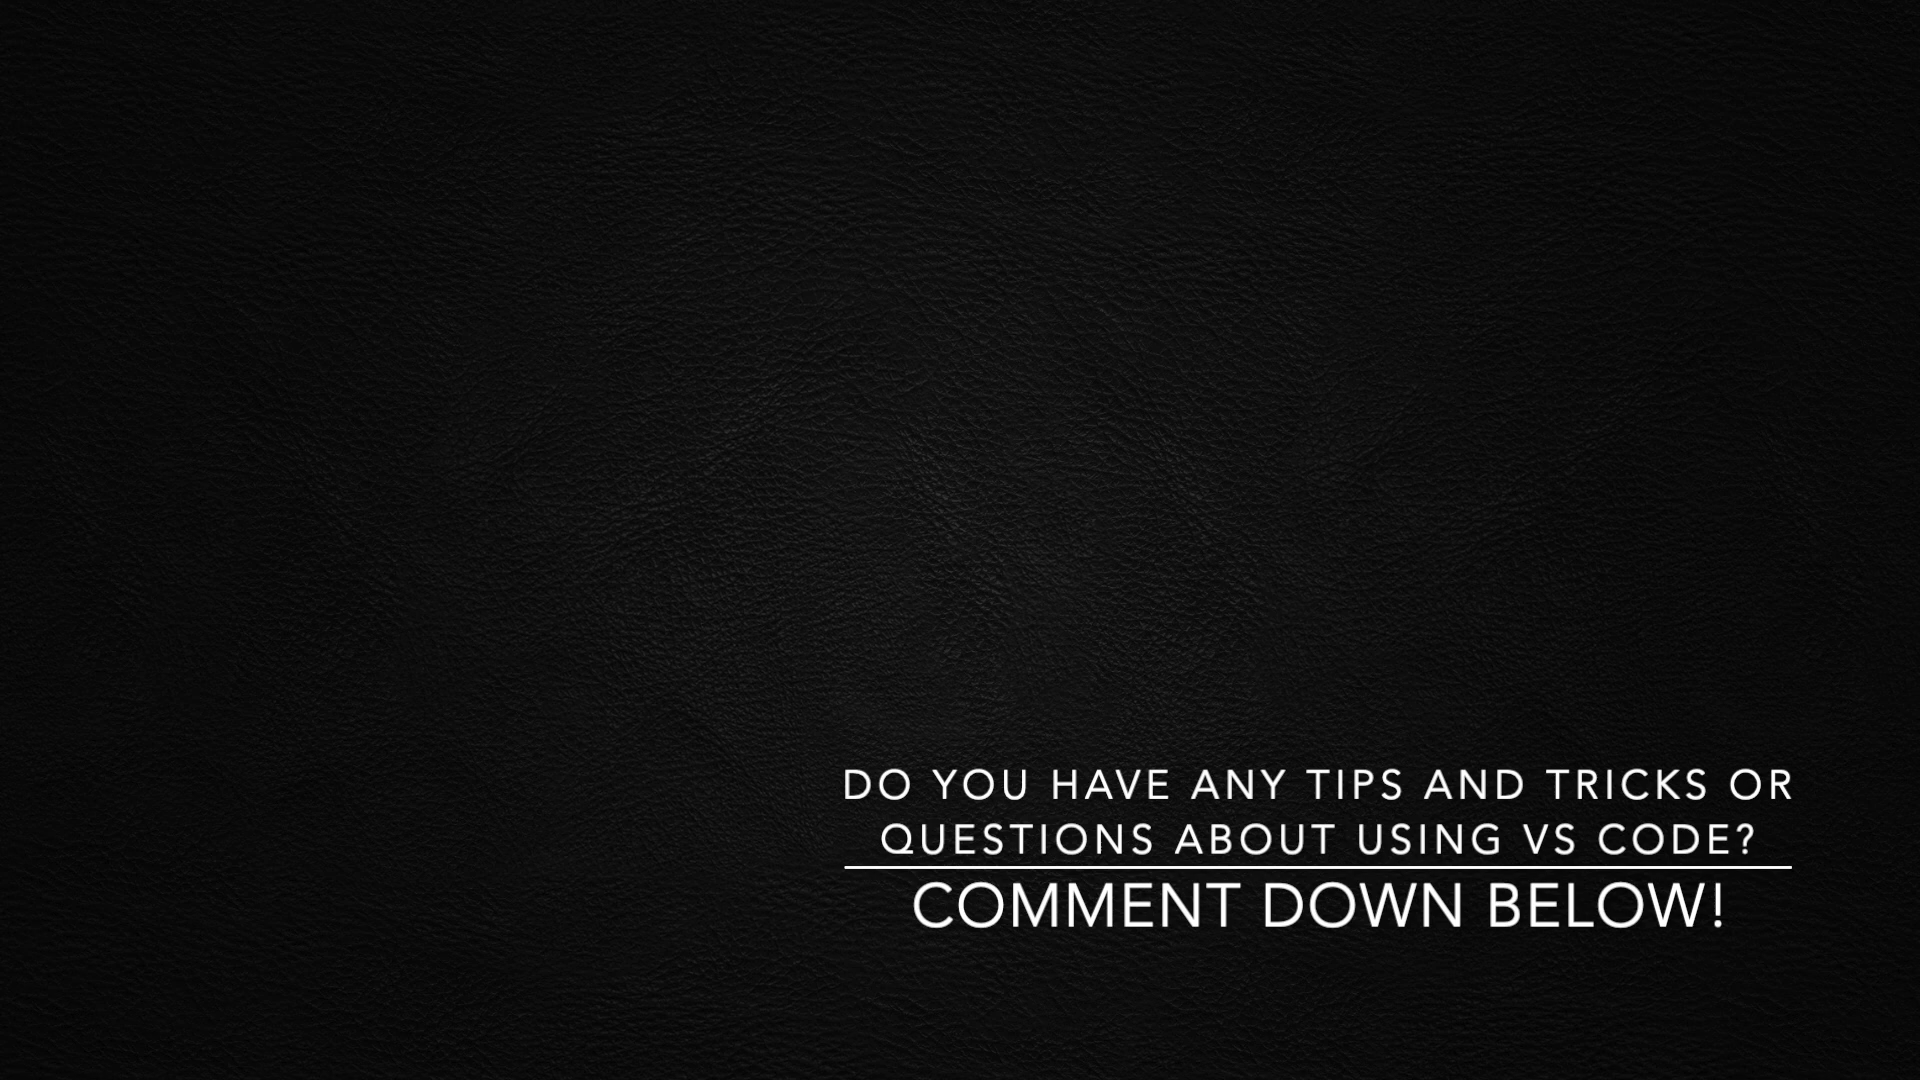 DO YOU HAVE ANY TIPS AND TRICKS OR
QUESTIONS ABOUT USING VS CODE?
COMMENT DOWN BELOW!